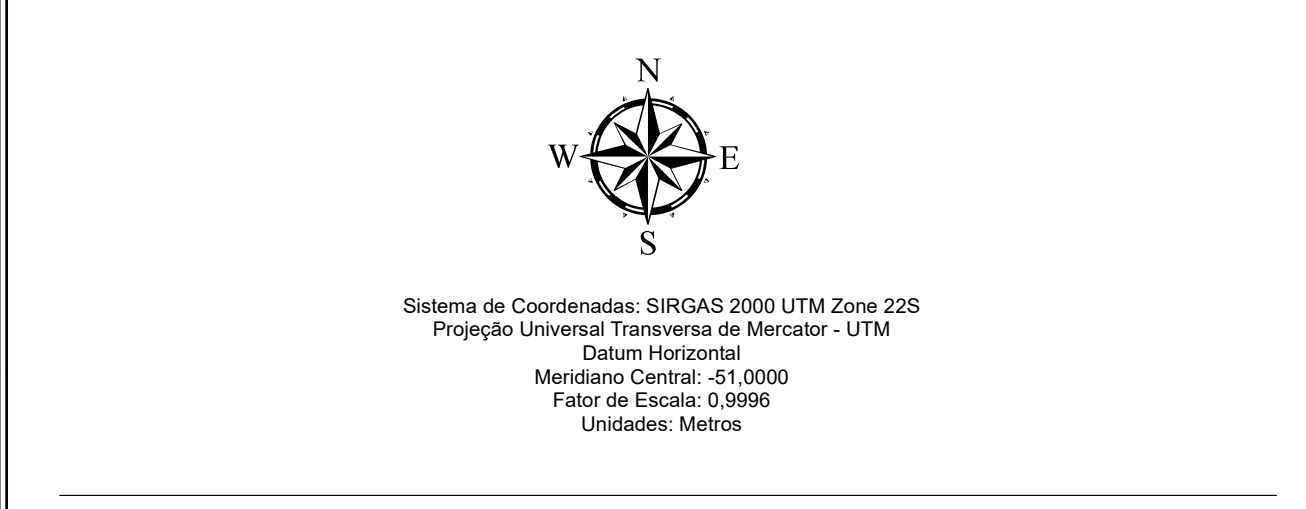 N
W E
S
Sistema de Coordenadas: SIRGAS 2000 UTM Zone 22S
Projeção Universal Transversa de Mercator - UTM
Datum Horizontal
Meridiano Central: -51,0000
Fator de Escala: 0,9996
Unidades: Metros